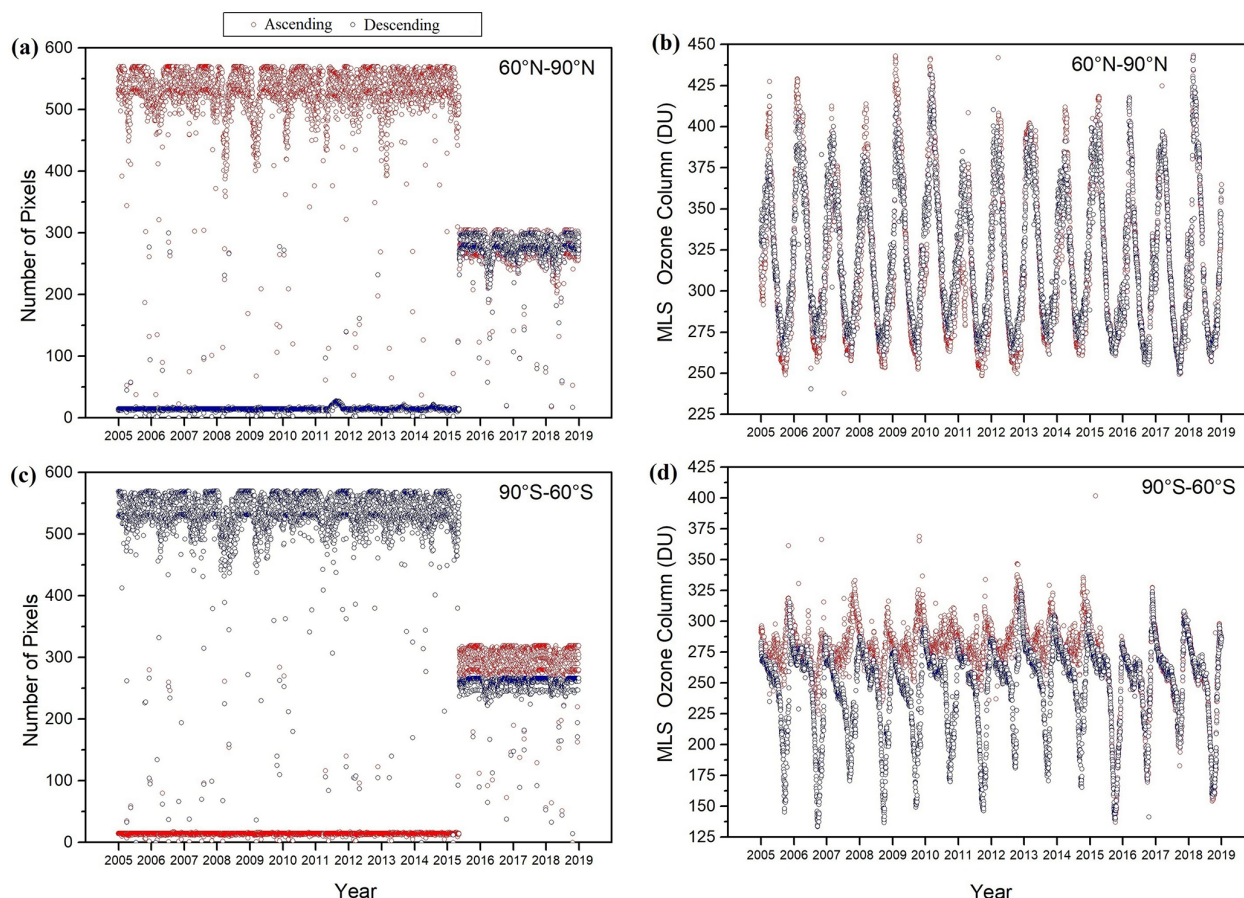 Ascending Descending
(a)
600
500
400
300
200
100
0
Number of Pixels
60°N-90°N
2005 2006 2007 2008 2009 2010 2011 2012 2013 2014 2015 2016 2017 2018 2019
(b)
450
425
400
375
350
325
300
275
250
225
MLS Ozone Column (DU)
60°N-90°N
2005 2006 2007 2008 2009 2010 2011 2012 2013 2014 2015 2016 2017 2018 2019
(c)
600
500
400
300
200
100
0
Number of Pixels
90°S-60°S
2005 2006 2007 2008 2009 2010 2011 2012 2013 2014 2015 2016 2017 2018 2019
Year
(d)
425
400
375
350
325
300
275
250
225
200
175
150
125
MLS Ozone Column (DU)
90°S-60°S
2005 2006 2007 2008 2009 2010 2011 2012 2013 2014 2015 2016 2017 2018 2019
Year